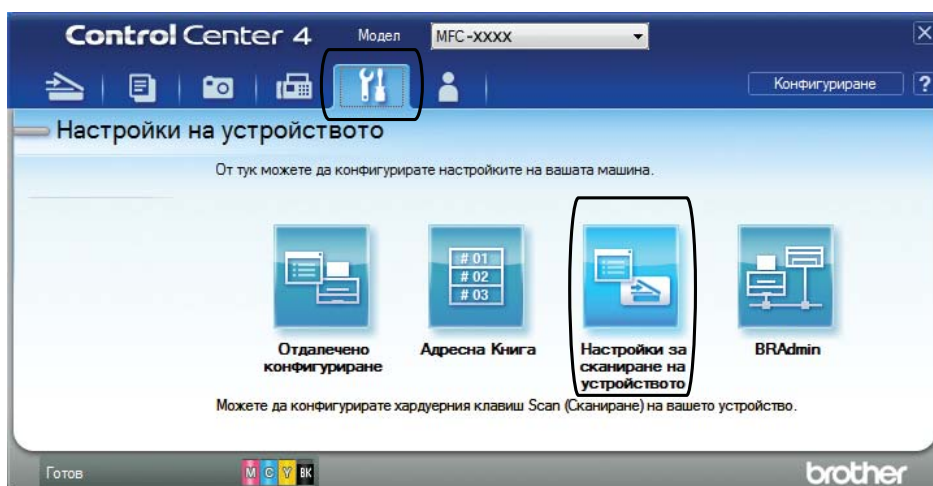 Control Center 4
Модел
MFC-XXXX
Конфигуриране
?
Настройки на устройството
От тук можете да конфигурирате настройките на вашата машина.
# 01
# 02
# 03
Отдалечено
конфигуриране
Адресна Книга
Настройки за
сканиране на
устройството
BRAdmin
Можете да конфигурирате хардуерния клавиш Scan (Сканиране) на вашето устройство.
Готов
M C Y BK
brother